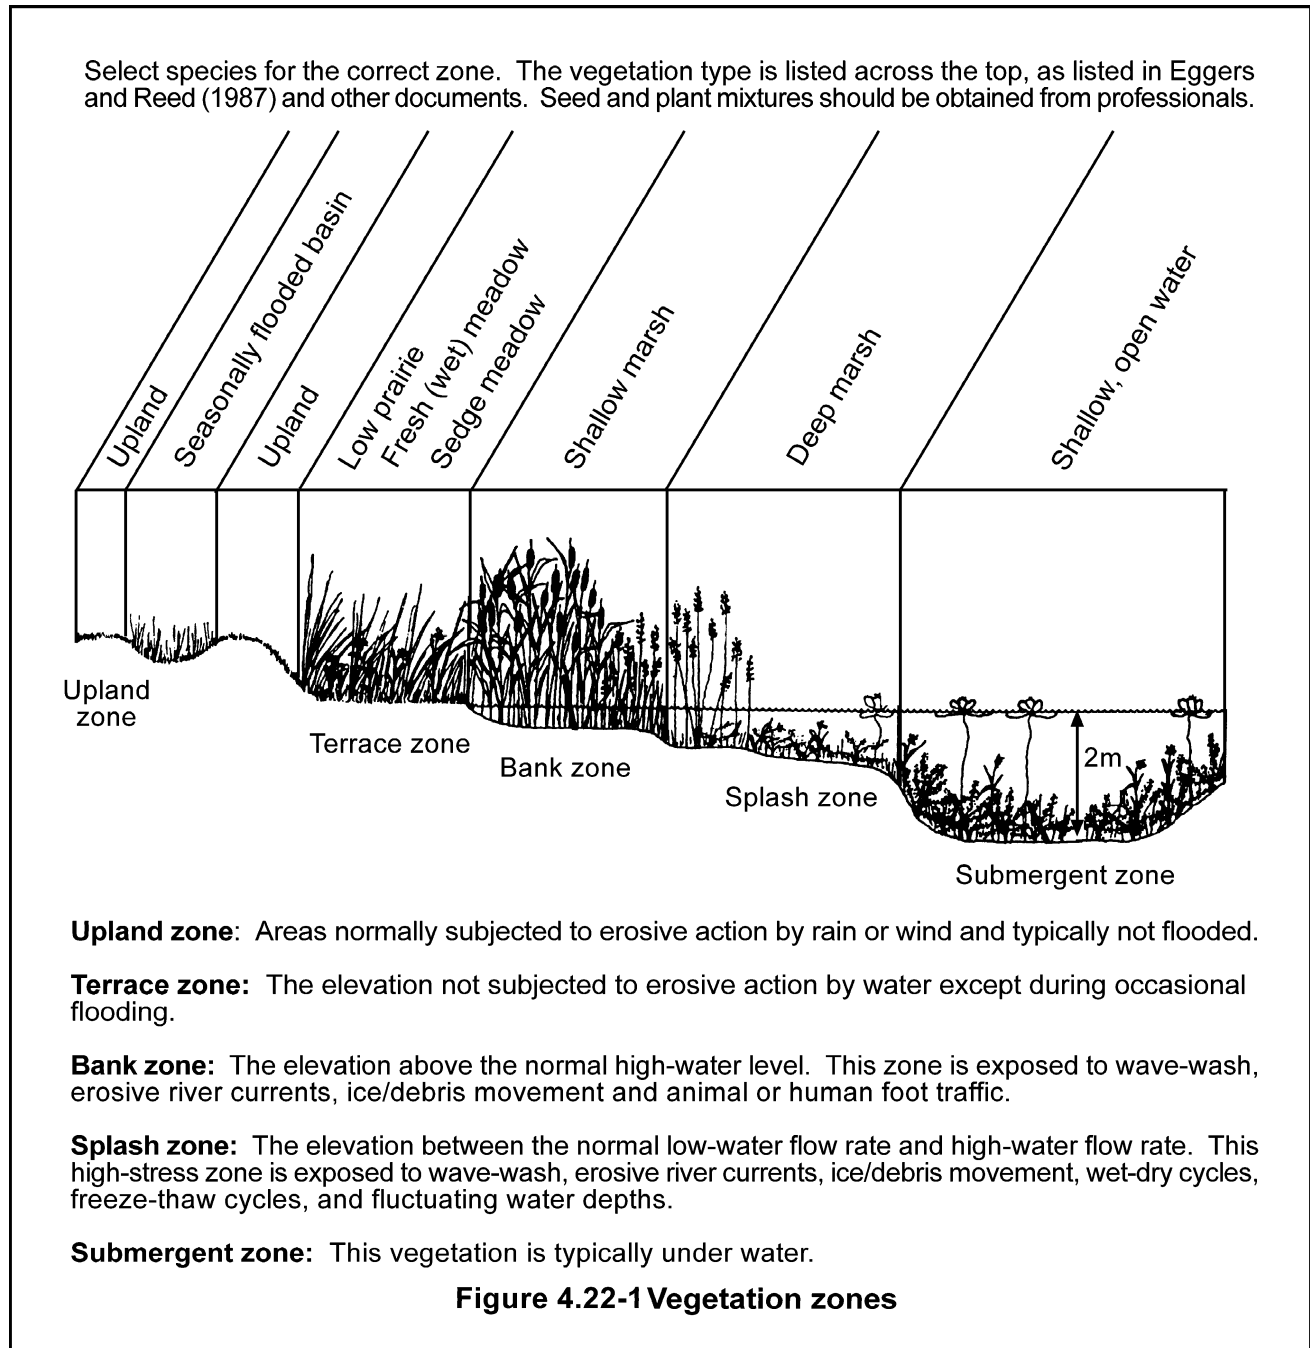 Select species for the correct zone.  The vegetation type is listed across the top, as listed in Eggers
and Reed (1987) and other documents.  Seed and plant mixtures should be obtained from professionals.
Upland
Seasonally flooded basin
Upland
Low prairie
Fresh (wet) meadow
Sedge meadow
Shallow marsh
Deep marsh
Shallow, open water
Upland
zone
Terrace zone
Bank zone
Splash zone
2m
Submergent zone
Upland zone:  Areas normally subjected to erosive action by rain or wind and typically not flooded.
Terrace zone:  The elevation not subjected to erosive action by water except during occasional
flooding.
Bank zone:  The elevation above the normal high-water level.  This zone is exposed to wave-wash,
erosive river currents, ice/debris movement and animal or human foot traffic.
Splash zone:  The elevation between the normal low-water flow rate and high-water flow rate.  This
high-stress zone is exposed to wave-wash, erosive river currents, ice/debris movement, wet-dry cycles,
freeze-thaw cycles, and fluctuating water depths.
Submergent zone:  This vegetation is typically under water.
Figure 4.22-1 Vegetation zones